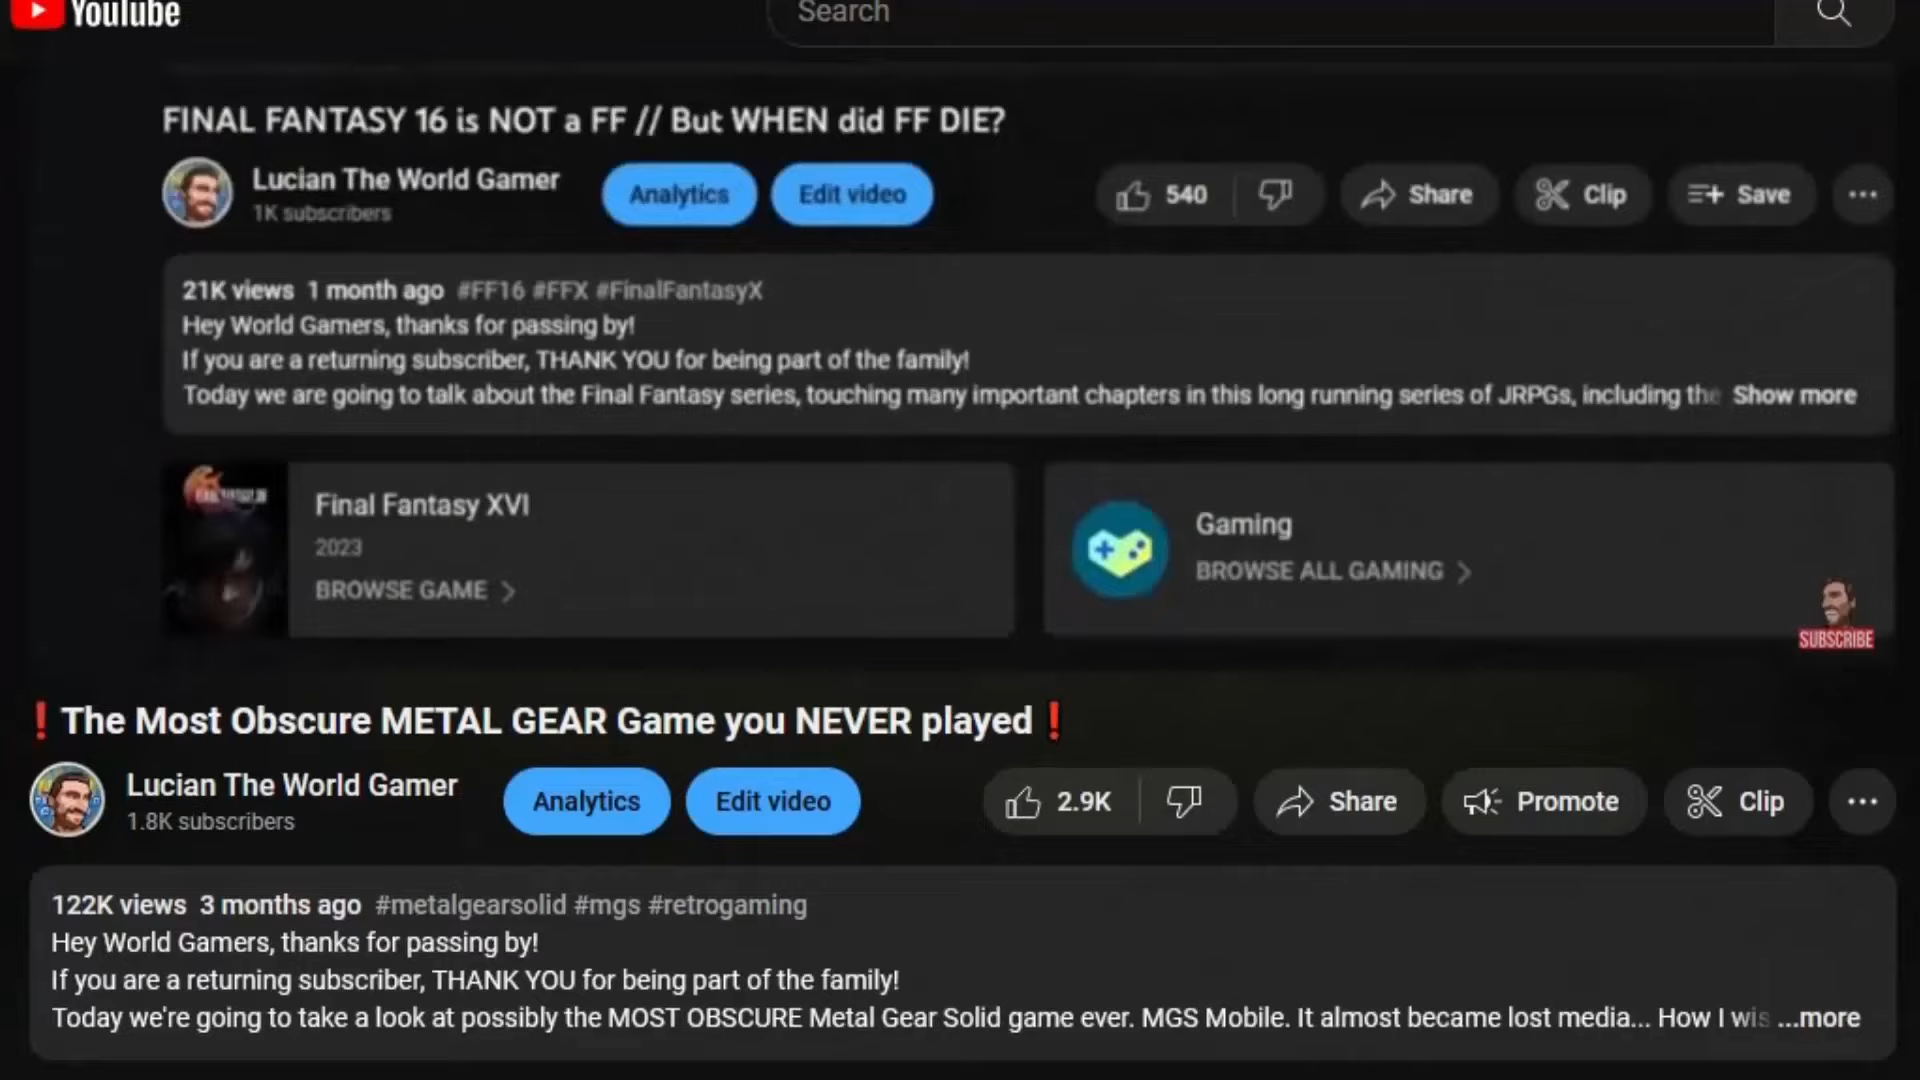 YouTube
Search
FINAL FANTASY 16 is NOT a FF // But WHEN did FF DIE?
Lucian The World Gamer
1K subscribers
Analytics
Edit video
540
Share
Clip
Save
21K views 1 month ago #FF16 #FFX #FinalFantasyX
Hey World Gamers, thanks for passing by!
If you are a returning subscriber, THANK YOU for being part of the family!
Today we are going to talk about the Final Fantasy series, touching many important chapters in this long running series of JRPGs, including the Show more
Final Fantasy XVI
2023
BROWSE GAME
Gaming
BROWSE ALL GAMING
SUBSCRIBE
❗The Most Obscure METAL GEAR Game you NEVER played❗
Lucian The World Gamer
1.8K subscribers
Analytics
Edit video
2.9K
Share
Promote
Clip
122K views 3 months ago #metalgearsolid #mgs #retrogaming
Hey World Gamers, thanks for passing by!
If you are a returning subscriber, THANK YOU for being part of the family!
Today we're going to take a look at possibly the MOST OBSCURE Metal Gear Solid game ever. MGS Mobile. It almost became lost media... How I wis ...more